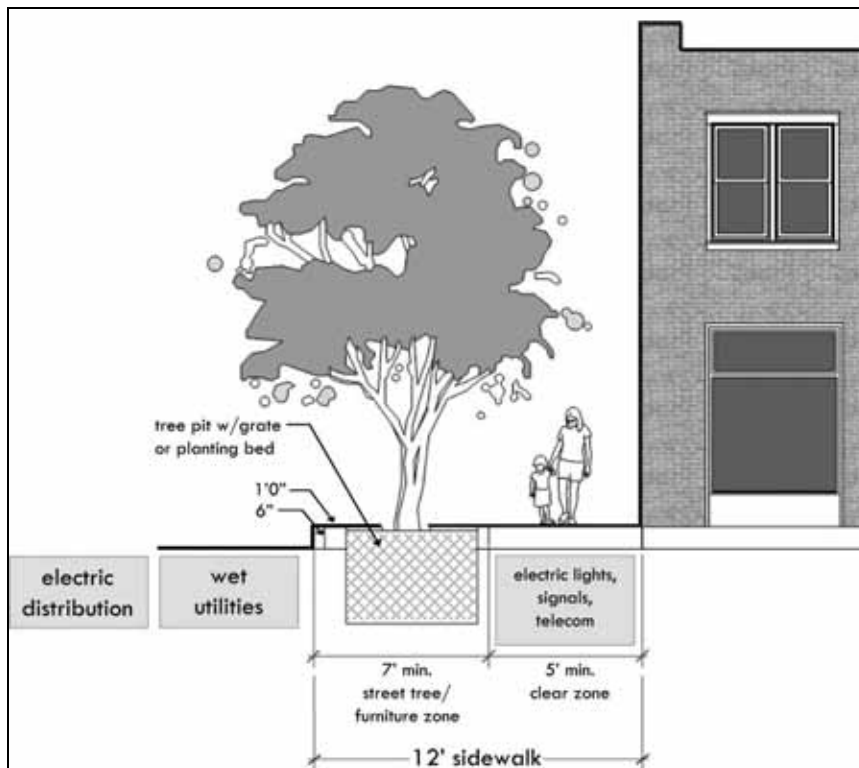 tree pit w/grate
or planting bed
1'0"
6"
electric
distribution
wet
utilities
electric lights,
signals,
telecom
7' min.
street tree/
furniture zone
5' min.
clear zone
12' sidewalk